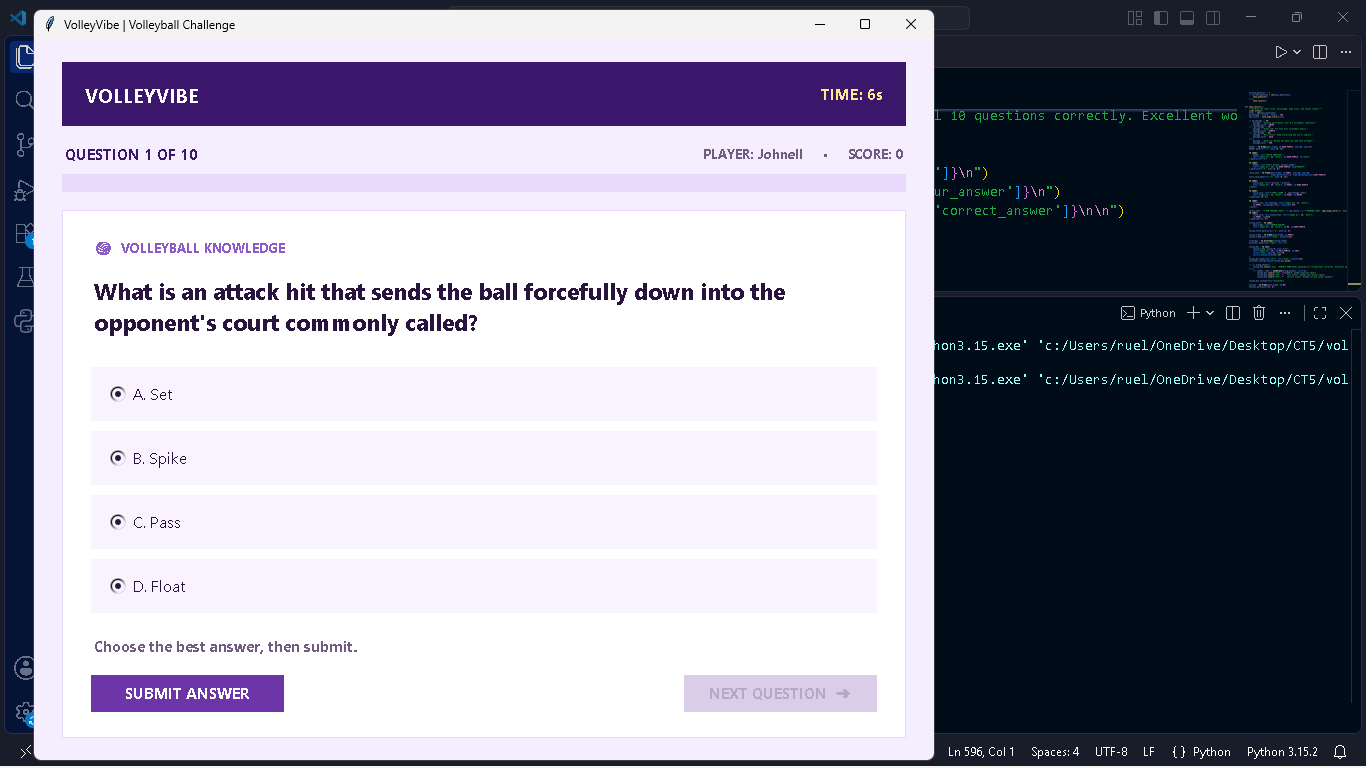 VolleyVibe | Volleyball Challenge
VOLLEYVIBE
TIME: 6s
QUESTION 1 OF 10
PLAYER: Johnell • SCORE: 0
VOLLEYBALL KNOWLEDGE
What is an attack hit that sends the ball forcefully down into the
opponent's court commonly called?
A. Set
B. Spike
C. Pass
D. Float
Choose the best answer, then submit.
SUBMIT ANSWER
NEXT QUESTION ➔
l 10 questions correctly. Excellent wo
']}\n")
ur_answer']}\n")
'correct_answer']}\n\n")
Python
hon3.15.exe' 'c:/Users/ruel/OneDrive/Desktop/CT5/vol
hon3.15.exe' 'c:/Users/ruel/OneDrive/Desktop/CT5/vol
Ln 596, Col 1 Spaces: 4 UTF-8 LF {} Python Python 3.15.2